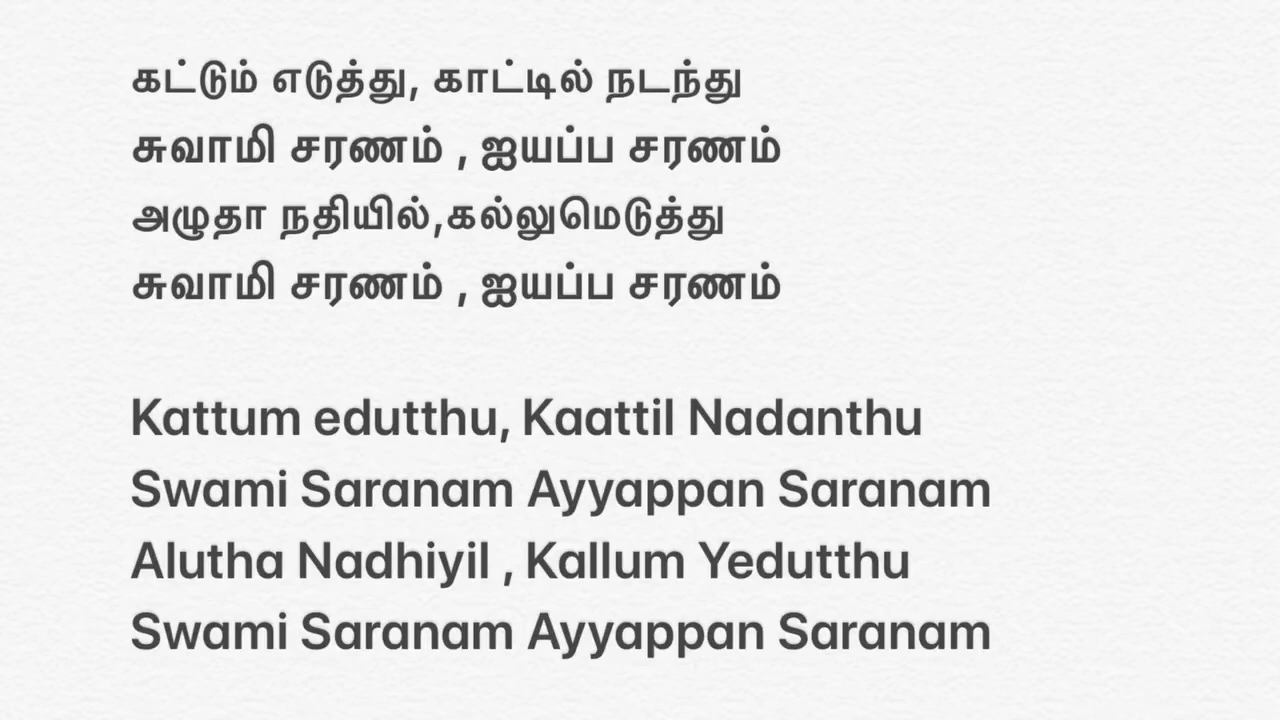 கட்டும் எடுத்து, காட்டில் நடந்து
சுவாமி சரணம் , ஐயப்ப சரணம்
அழுதா நதியில்,கல்லுமெடுத்து
சுவாமி சரணம் , ஐயப்ப சரணம்
Kattum edutthu, Kaattil Nadanthu
Swami Saranam Ayyappan Saranam
Alutha Nadhiyil , Kallum Yedutthu
Swami Saranam Ayyappan Saranam